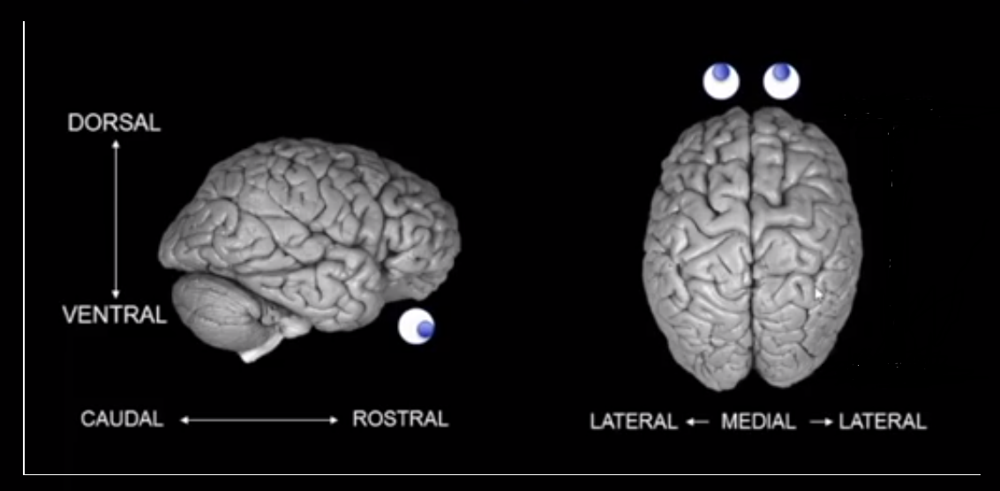 DORSAL
VENTRAL
CAUDAL ROSTRAL
LATERAL MEDIAL LATERAL